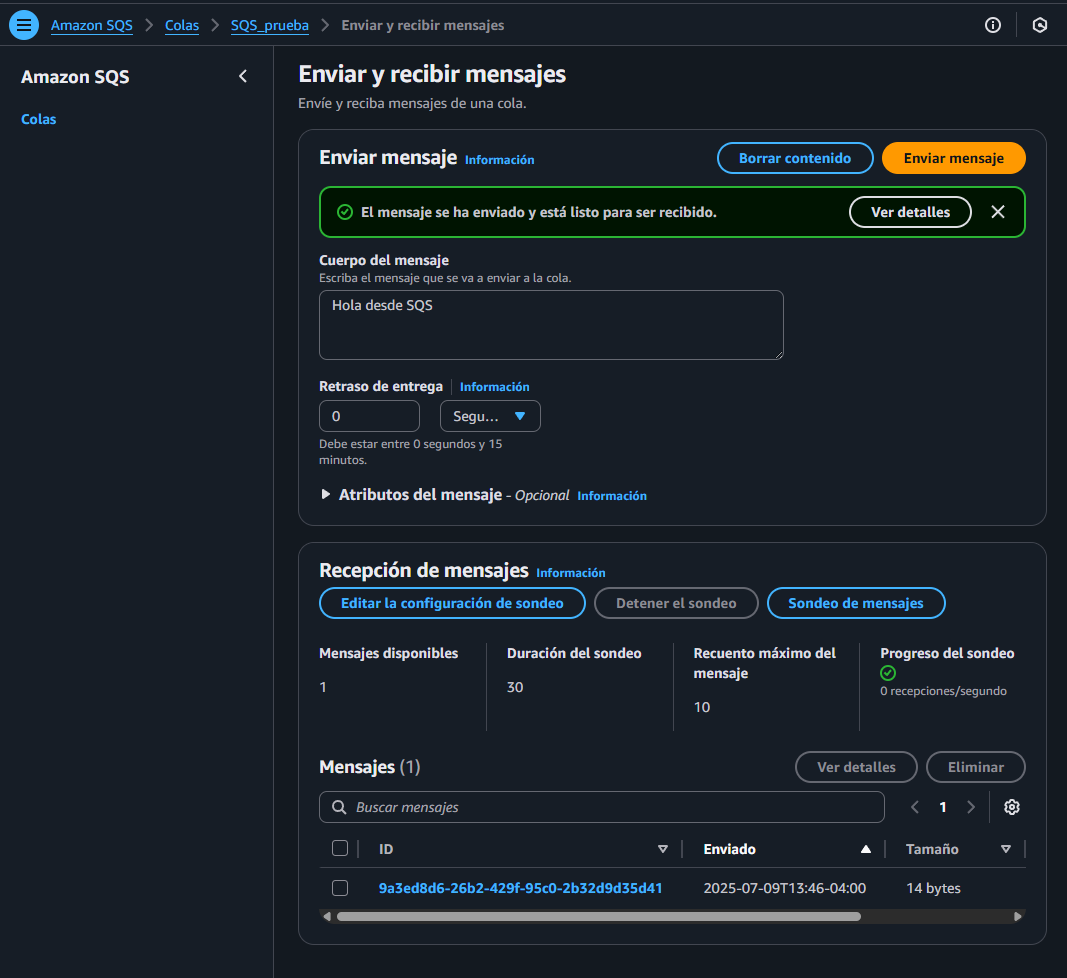 Amazon SQS > Colas > SQS_prueba > Enviar y recibir mensajes
Amazon SQS
Colas
Enviar y recibir mensajes
Envíe y reciba mensajes de una cola.
Enviar mensaje Información
Borrar contenido
Enviar mensaje
El mensaje se ha enviado y está listo para ser recibido.
Ver detalles
Cuerpo del mensaje
Escriba el mensaje que se va a enviar a la cola.
Hola desde SQS
Retraso de entrega Información
0
Segu...
Debe estar entre 0 segundos y 15
minutos.
Atributos del mensaje - Opcional Información
Recepción de mensajes Información
Editar la configuración de sondeo
Detener el sondeo
Sondeo de mensajes
Mensajes disponibles
1
Duración del sondeo
30
Recuento máximo del
mensaje
10
Progreso del sondeo
0 recepciones/segundo
Mensajes (1)
Ver detalles
Eliminar
Buscar mensajes
1
ID Enviado Tamaño
9a3ed8d6-26b2-429f-95c0-2b32d9d35d41 2025-07-09T13:46-04:00 14 bytes